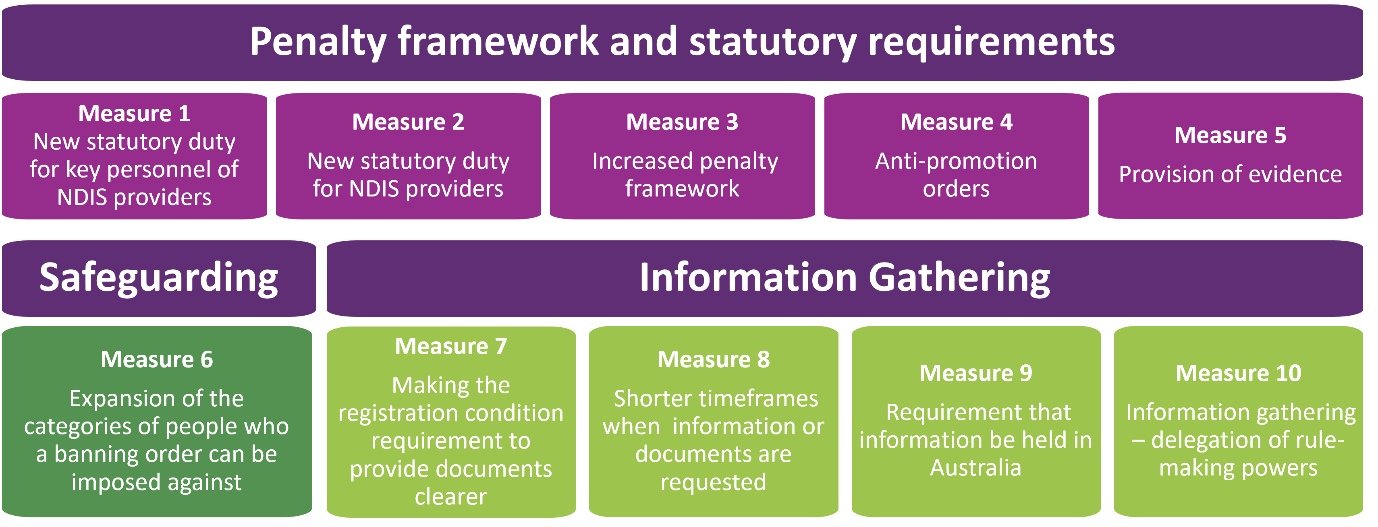 Penalty framework and statutory requirements
Measure 1
New statutory duty
for key personnel of
NDIS providers
Measure 2
New statutory duty
for NDIS providers
Measure 3
Increased penalty
framework
Measure 4
Anti-promotion
orders
Measure 5
Provision of evidence
Safeguarding
Information Gathering
Measure 6
Expansion of the
categories of people who
a banning order can be
imposed against
Measure 7
Making the
registration condition
requirement to
provide documents
clearer
Measure 8
Shorter timeframes
when information or
documents are
requested
Measure 9
Requirement that
information be held in
Australia
Measure 10
Information gathering
– delegation of rule-
making powers